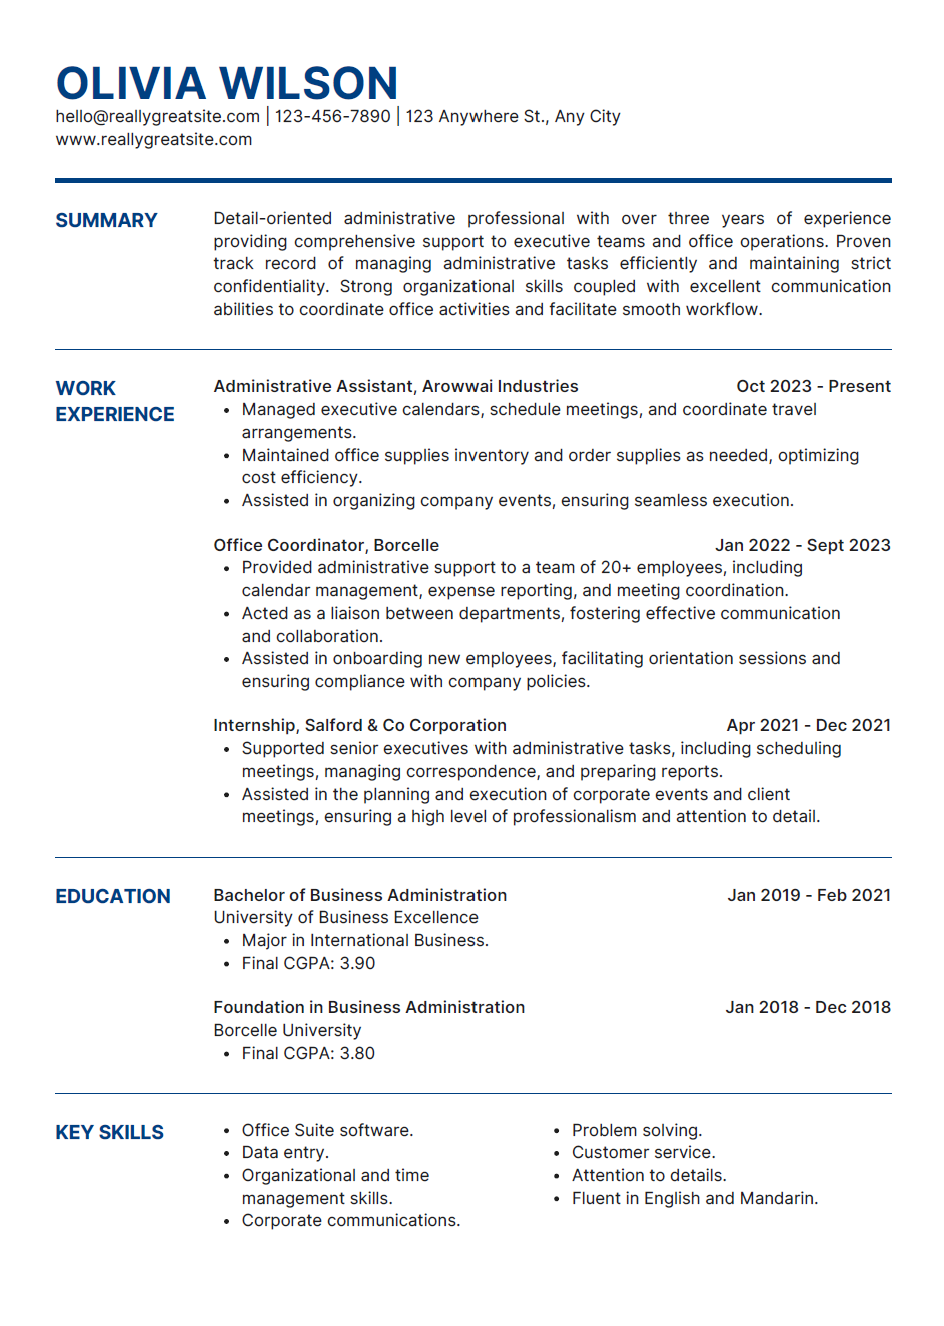 OLIVIA WILSON
hello@reallygreatsite.com | 123-456-7890 | 123 Anywhere St., Any City
www.reallygreatsite.com
SUMMARY
Detail-oriented administrative professional with over three years of experience
providing comprehensive support to executive teams and office operations. Proven
track record of managing administrative tasks efficiently and maintaining strict
confidentiality. Strong organizational skills coupled with excellent communication
abilities to coordinate office activities and facilitate smooth workflow.
WORK
EXPERIENCE
Administrative Assistant, Arowwai Industries Oct 2023 - Present
• Managed executive calendars, schedule meetings, and coordinate travel
arrangements.
• Maintained office supplies inventory and order supplies as needed, optimizing
cost efficiency.
• Assisted in organizing company events, ensuring seamless execution.
Office Coordinator, Borcelle Jan 2022 - Sept 2023
• Provided administrative support to a team of 20+ employees, including
calendar management, expense reporting, and meeting coordination.
• Acted as a liaison between departments, fostering effective communication
and collaboration.
• Assisted in onboarding new employees, facilitating orientation sessions and
ensuring compliance with company policies.
Internship, Salford & Co Corporation Apr 2021 - Dec 2021
• Supported senior executives with administrative tasks, including scheduling
meetings, managing correspondence, and preparing reports.
• Assisted in the planning and execution of corporate events and client
meetings, ensuring a high level of professionalism and attention to detail.
EDUCATION
Bachelor of Business Administration Jan 2019 - Feb 2021
University of Business Excellence
• Major in International Business.
• Final CGPA: 3.90
Foundation in Business Administration Jan 2018 - Dec 2018
Borcelle University
• Final CGPA: 3.80
KEY SKILLS
• Office Suite software.
• Data entry.
• Organizational and time
management skills.
• Corporate communications.
• Problem solving.
• Customer service.
• Attention to details.
• Fluent in English and Mandarin.